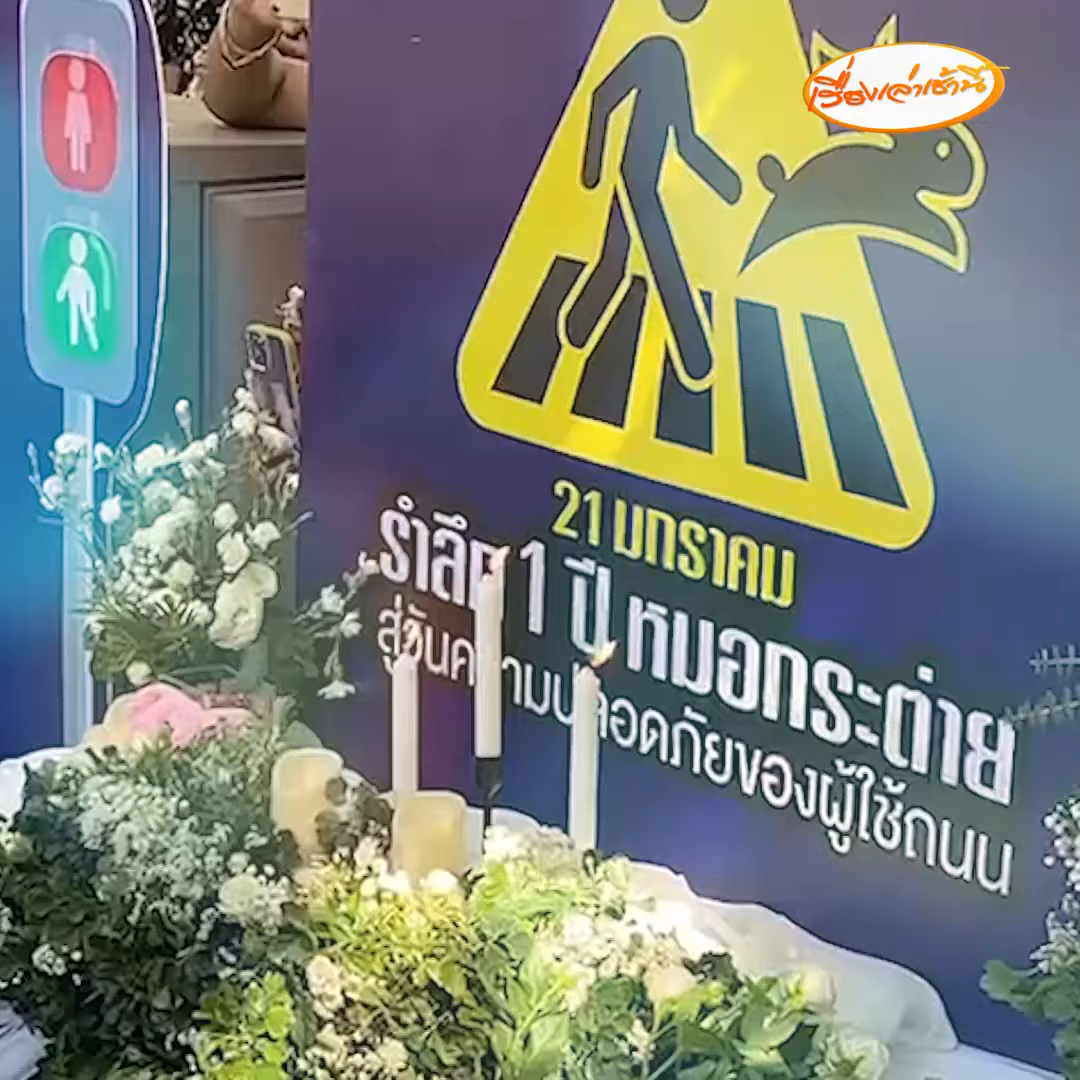 เรื่องเล่าเช้านี้
21 มกราคม
รำลึก 1 ปี หมอกระต่าย
สู่วันความปลอดภัยของผู้ใช้ถนน